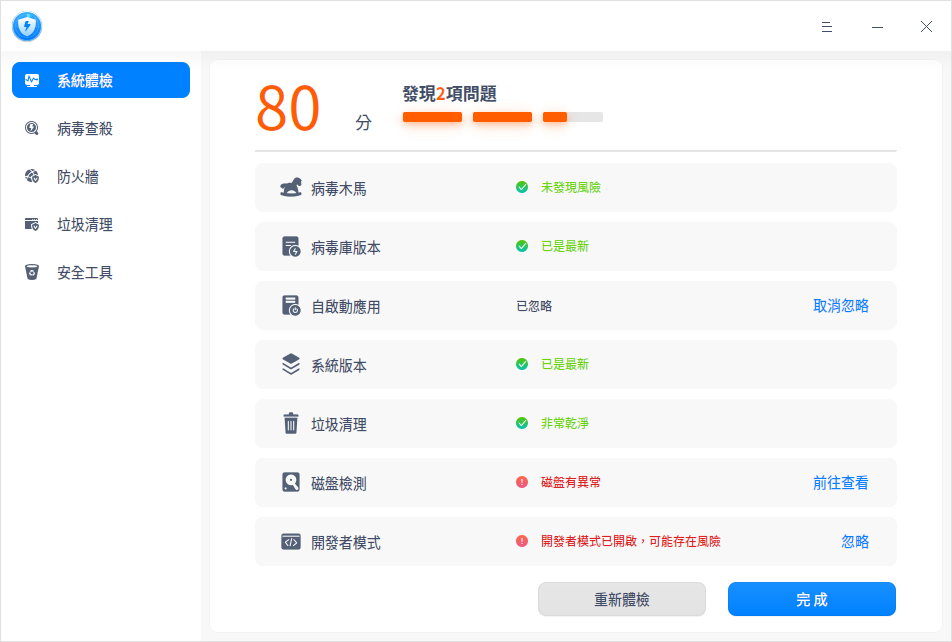 系統體檢
病毒查殺
防火牆
垃圾清理
安全工具
80 分
發現2項問題
病毒木馬 未發現風險
病毒庫版本 已是最新
自啟動應用 已忽略 取消忽略
系統版本 已是最新
垃圾清理 非常乾淨
磁盤檢測 磁盤有異常 前往查看
開發者模式 開發者模式已開啟，可能存在風險 忽略
重新體檢 完成